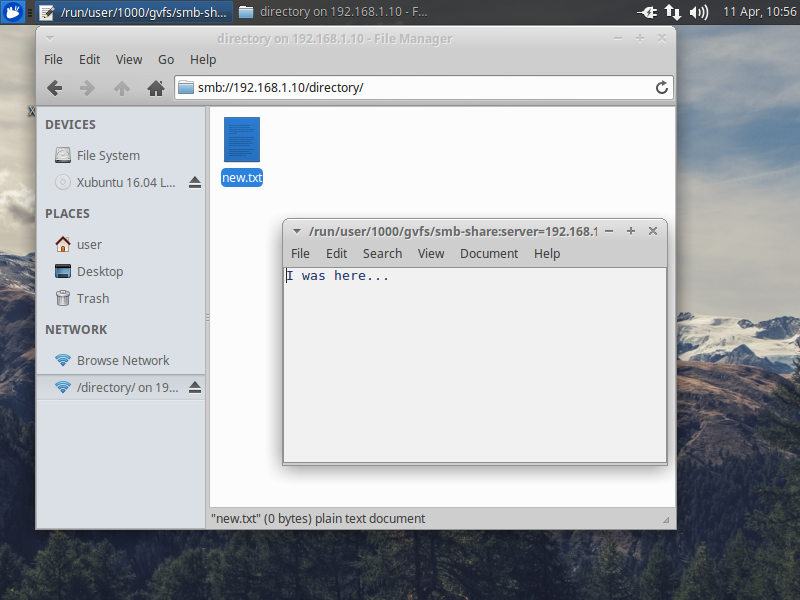 /run/user/1000/gvfs/smb-sha...
directory on 192.168.1.10 - F...
11 Apr, 10:56
directory on 192.168.1.10 - File Manager
File Edit View Go Help
smb://192.168.1.10/directory/
DEVICES
File System
Xubuntu 16.04 L...
PLACES
user
Desktop
Trash
NETWORK
Browse Network
/directory/ on 19...
new.txt
/run/user/1000/gvfs/smb-share:server=192.168.1
File Edit Search View Document Help
I was here...
"new.txt" (0 bytes) plain text document